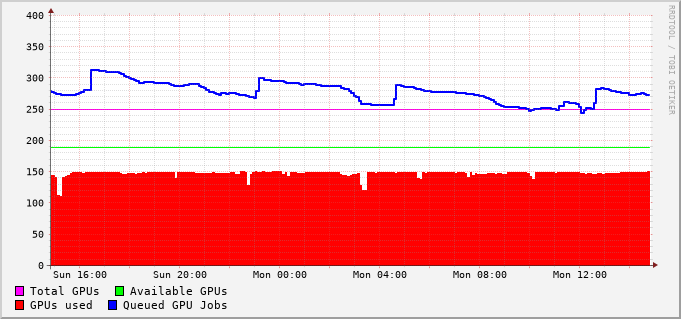 400
350
300
250
200
150
100
50
0
Sun 16:00 Sun 20:00 Mon 00:00 Mon 04:00 Mon 08:00 Mon 12:00
Total GPUs Available GPUs
GPUs used Queued GPU Jobs
RRDTOOL / TOBI OETIKER